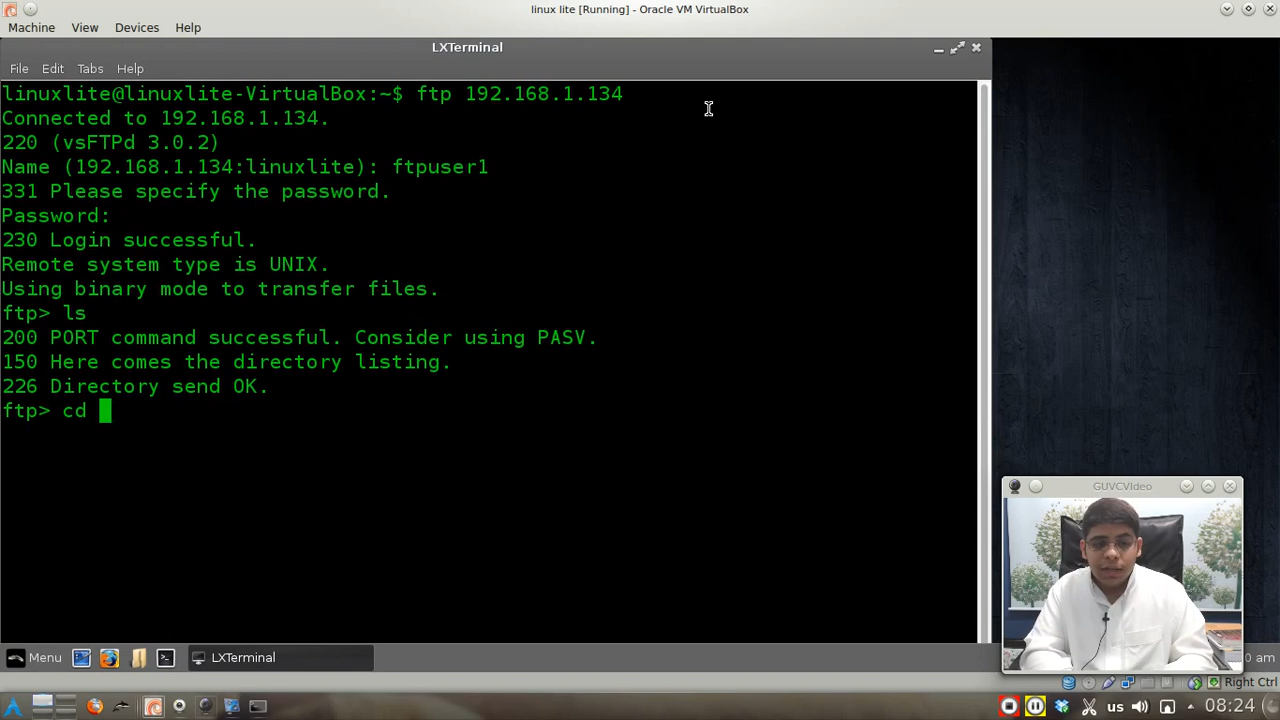 linux lite [Running] - Oracle VM VirtualBox
Machine View Devices Help
LXTerminal
File Edit Tabs Help
linuxlite@linuxlite-VirtualBox:~$ ftp 192.168.1.134
Connected to 192.168.1.134.
220 (vsFTPd 3.0.2)
Name (192.168.1.134:linuxlite): ftpuser1
331 Please specify the password.
Password:
230 Login successful.
Remote system type is UNIX.
Using binary mode to transfer files.
ftp> ls
200 PORT command successful. Consider using PASV.
150 Here comes the directory listing.
226 Directory send OK.
ftp> cd
GUVCVideo
Menu LXTerminal
0 am
Right Ctrl
us 08:24